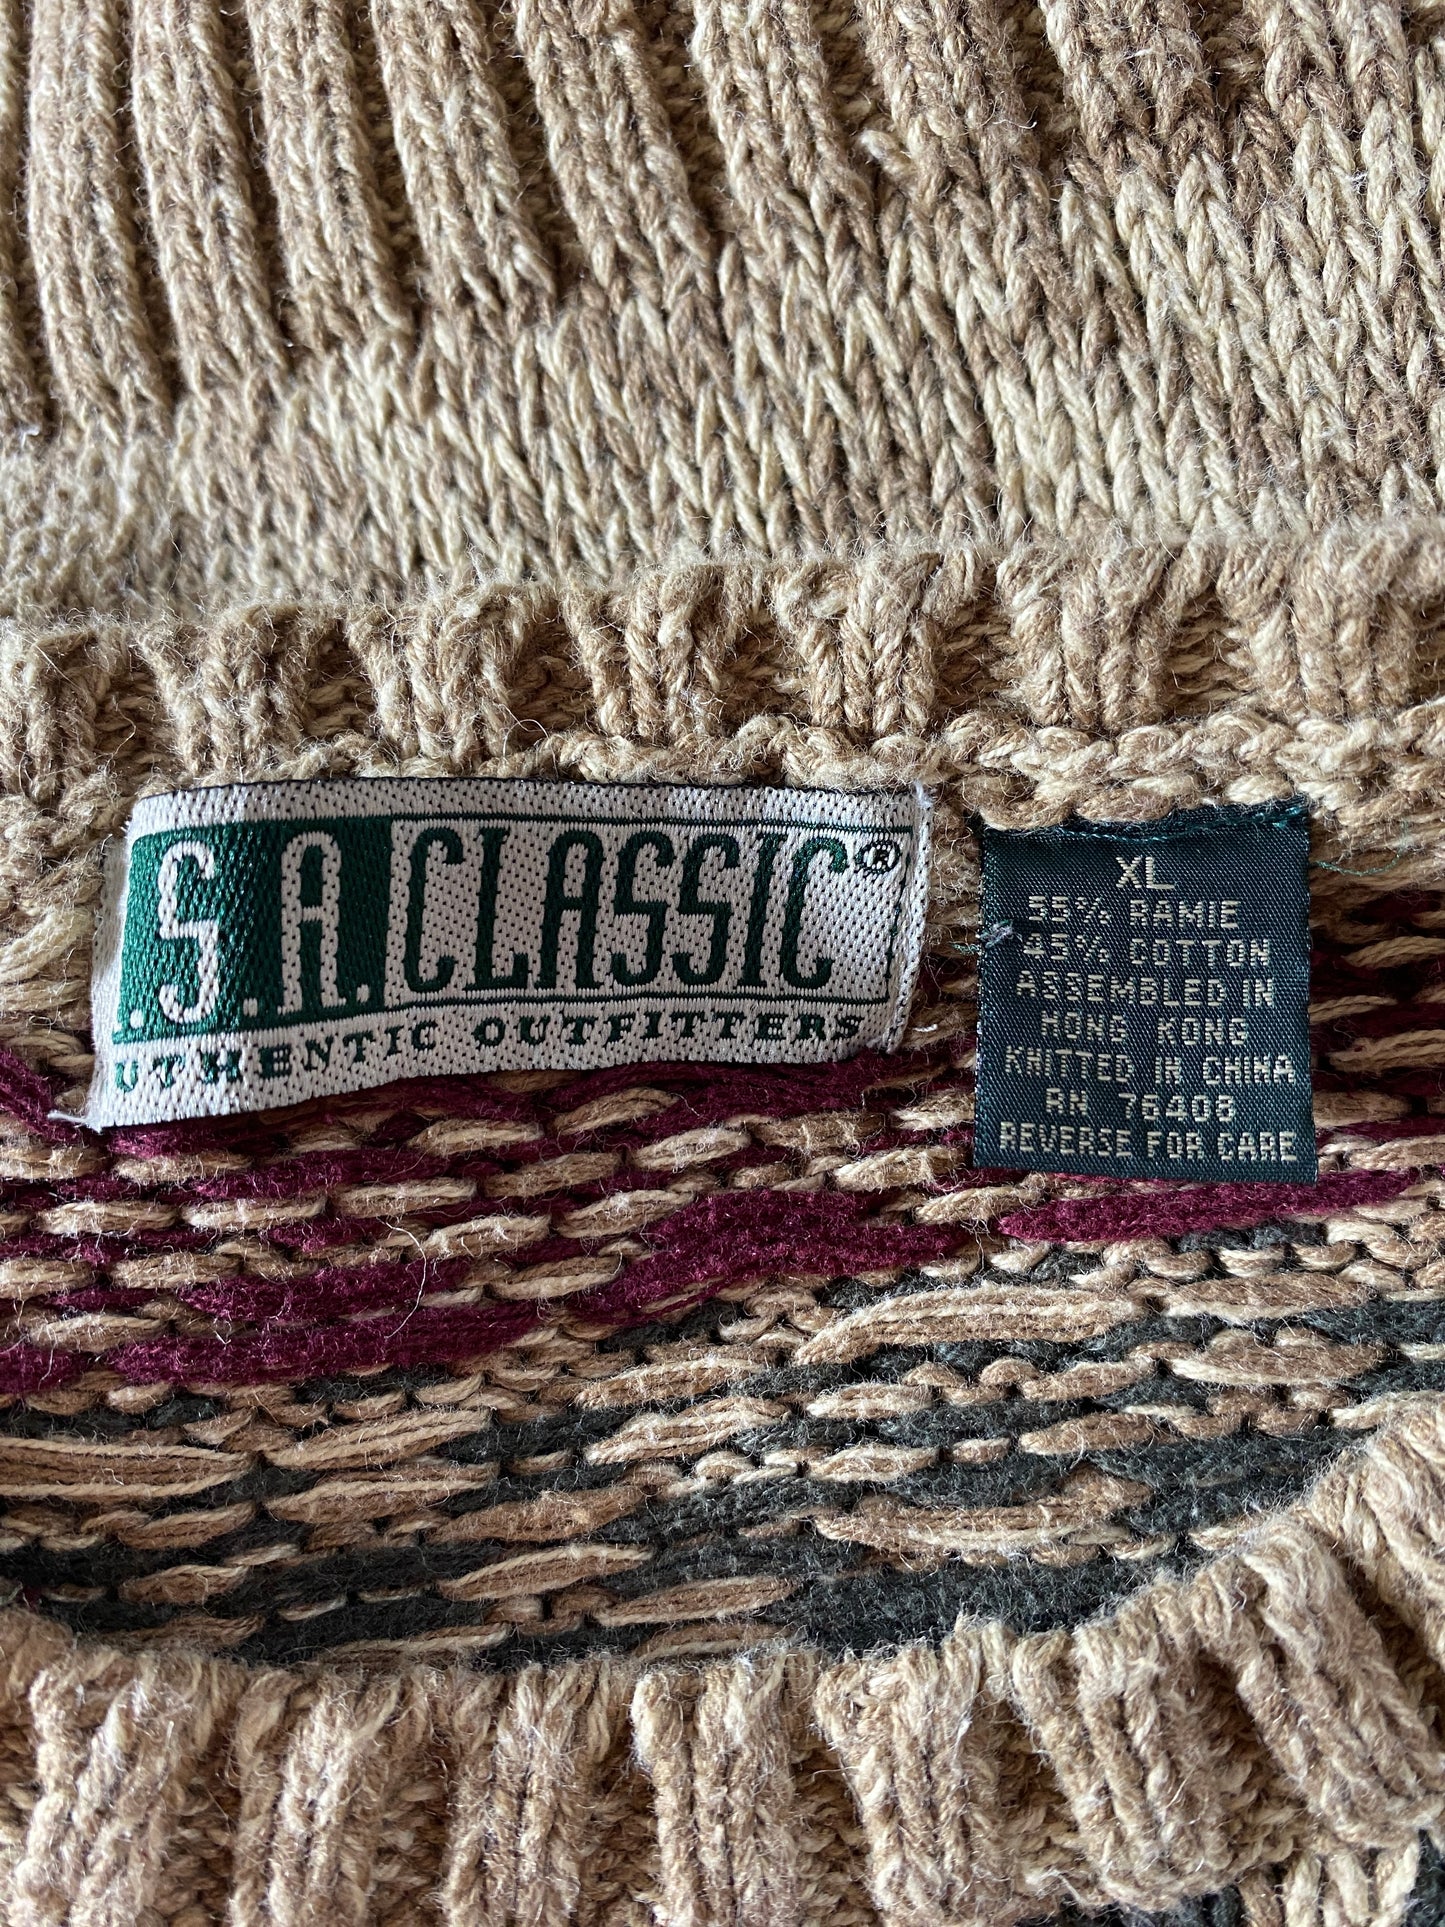 .S.A.CLASSIC®
UTHENTIC OUTFITTERS
XL
55% RAMIE
45% COTTON
ASSEMBLED IN
HONG KONG
KNITTED IN CHINA
RN 76408
REVERSE FOR CARE